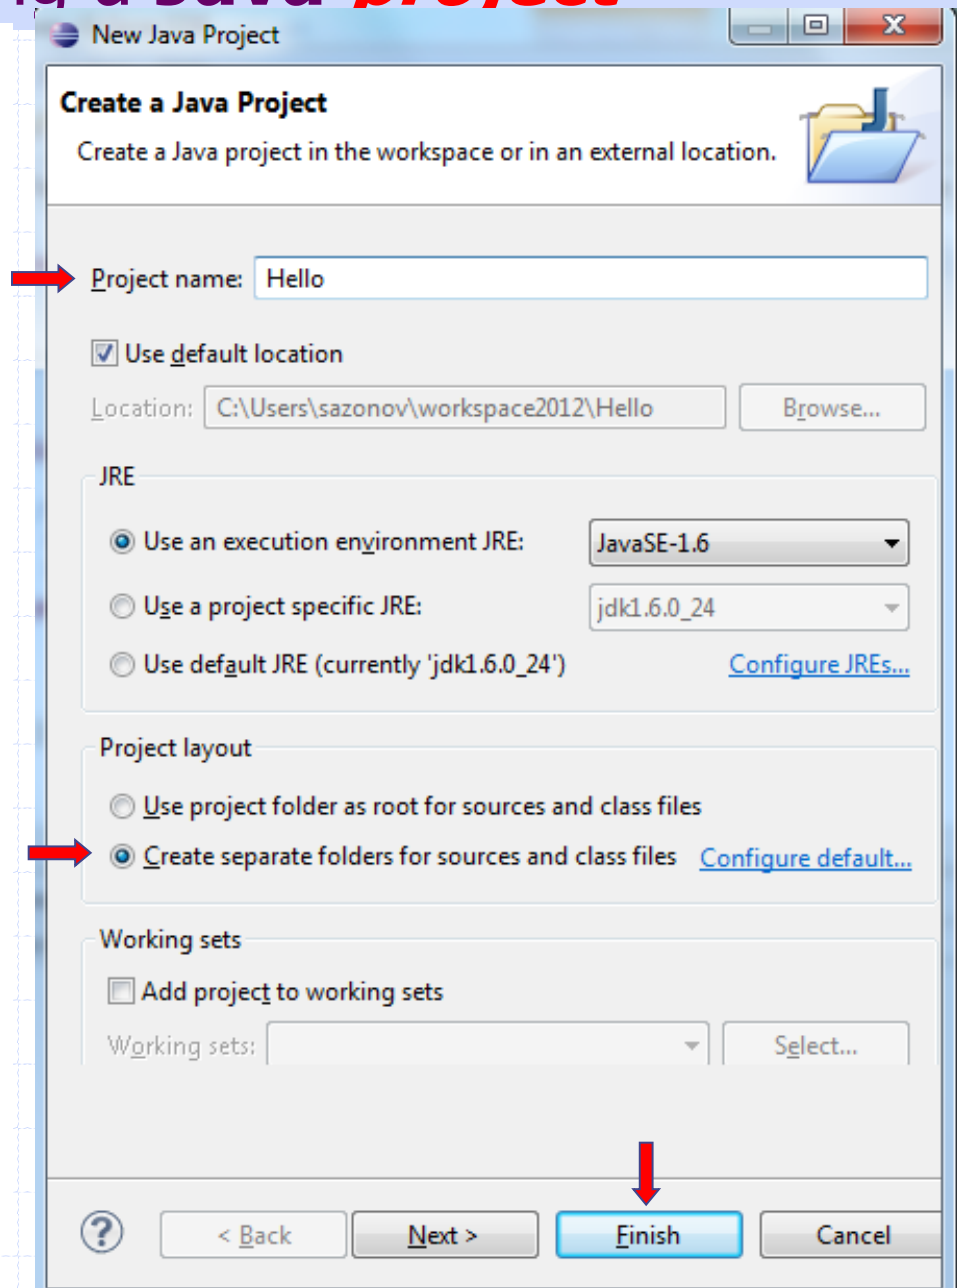 a Java project
New Java Project
Create a Java Project
Create a Java project in the workspace or in an external location.
Project name: Hello
Use default location
Location: C:\Users\sazonov\workspace2012\Hello Browse...
JRE
Use an execution environment JRE: JavaSE-1.6
Use a project specific JRE: jdk1.6.0_24
Use default JRE (currently 'jdk1.6.0_24') Configure JREs...
Project layout
Use project folder as root for sources and class files
Create separate folders for sources and class files Configure default...
Working sets
Add project to working sets
Working sets: Select...
? < Back Next > Finish Cancel